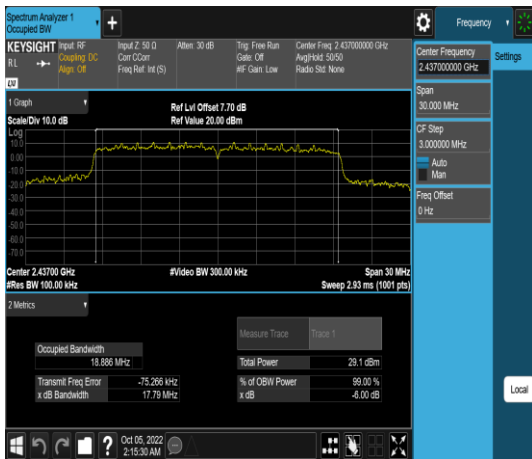 Spectrum Analyzer 1
Occupied BW
Frequency
Settings
KEYSIGHT
R L
LXI
Input: RF
Coupling: DC
Align: Off
Input Z: 50 Ω
Corr CCorr
Freq Ref: Int (S)
Atten: 30 dB
Trig: Free Run
Gate: Off
#IF Gain: Low
Center Freq: 2.437000000 GHz
Avg|Hold: 50/50
Radio Std: None
Center Frequency
2.437000000 GHz
Span
30.000 MHz
CF Step
3.000000 MHz
Auto
Man
Freq Offset
0 Hz
1 Graph
Scale/Div 10.0 dB
Ref Lvl Offset 7.70 dB
Ref Value 20.00 dBm
Log
10.0
0.00
-10.0
-20.0
-30.0
-40.0
-50.0
-60.0
-70.0
Center 2.43700 GHz
#Res BW 100.00 kHz
#Video BW 300.00 kHz
Span 30 MHz
Sweep 2.93 ms (1001 pts)
2 Metrics
Measure Trace
Trace 1
Occupied Bandwidth
18.886 MHz
Total Power
29.1 dBm
Transmit Freq Error
-75.266 kHz
% of OBW Power
99.00 %
x dB Bandwidth
17.79 MHz
x dB
-6.00 dB
Local
?
Oct 05, 2022
2:15:30 AM